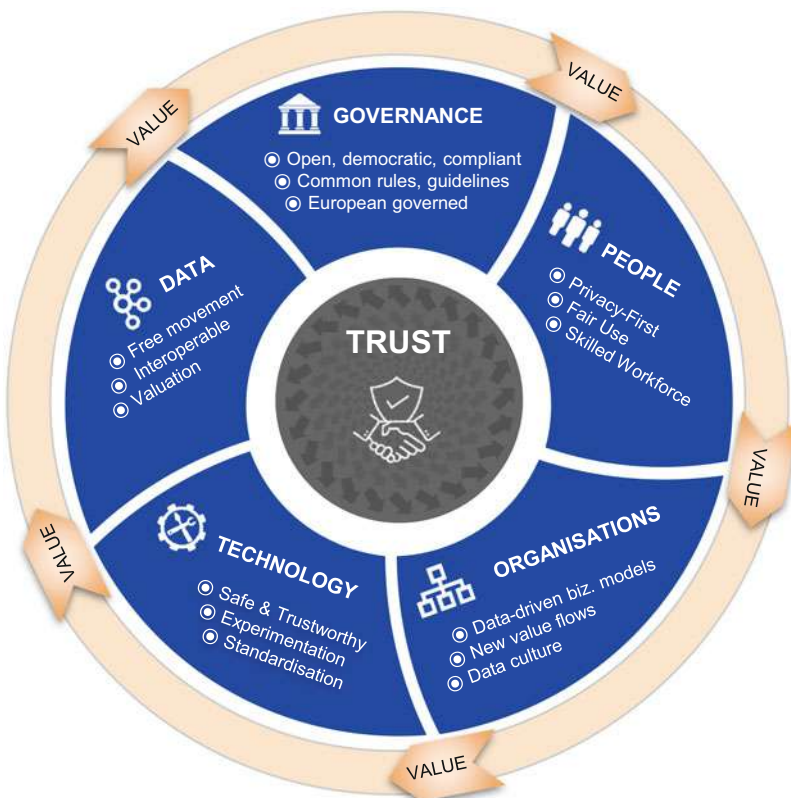 VALUE
GOVERNANCE
Open, democratic, compliant
Common rules, guidelines
European governed
VALUE
PEOPLE
Privacy-First
Fair Use
Skilled Workforce
VALUE
ORGANISATIONS
Data-driven biz. models
New value flows
Data culture
VALUE
TECHNOLOGY
Safe & Trustworthy
Experimentation
Standardisation
VALUE
DATA
Free movement
Interoperable
Valuation
TRUST